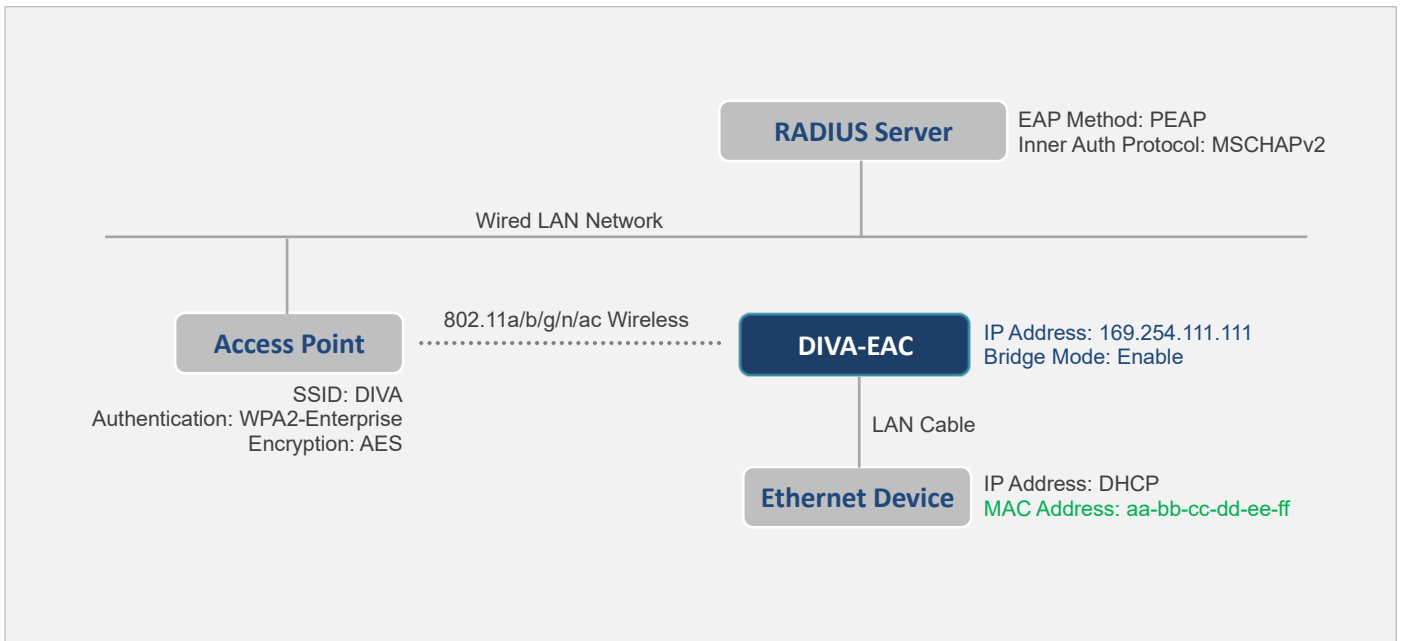 RADIUS Server
EAP Method: PEAP
Inner Auth Protocol: MSCHAPv2
Wired LAN Network
Access Point
802.11a/b/g/n/ac Wireless
DIVA-EAC
IP Address: 169.254.111.111
Bridge Mode: Enable
SSID: DIVA
Authentication: WPA2-Enterprise
Encryption: AES
LAN Cable
Ethernet Device
IP Address: DHCP
MAC Address: aa-bb-cc-dd-ee-ff